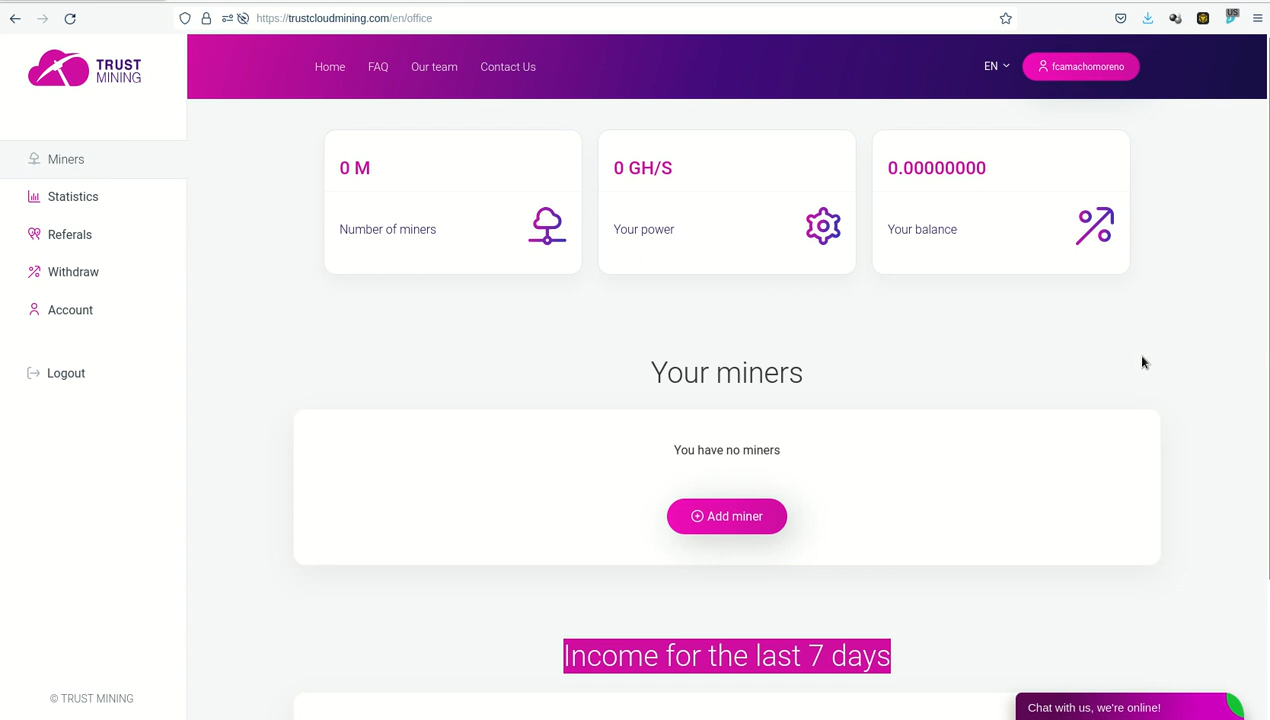 https://trustcloudmining.com/en/office
US
TRUST
MINING
Home
FAQ
Our team
Contact Us
EN
fcamachomoreno
Miners
Statistics
Referals
Withdraw
Account
Logout
0 M
Number of miners
0 GH/S
Your power
0.00000000
Your balance
Your miners
You have no miners
Add miner
Income for the last 7 days
© TRUST MINING
Chat with us, we're online!